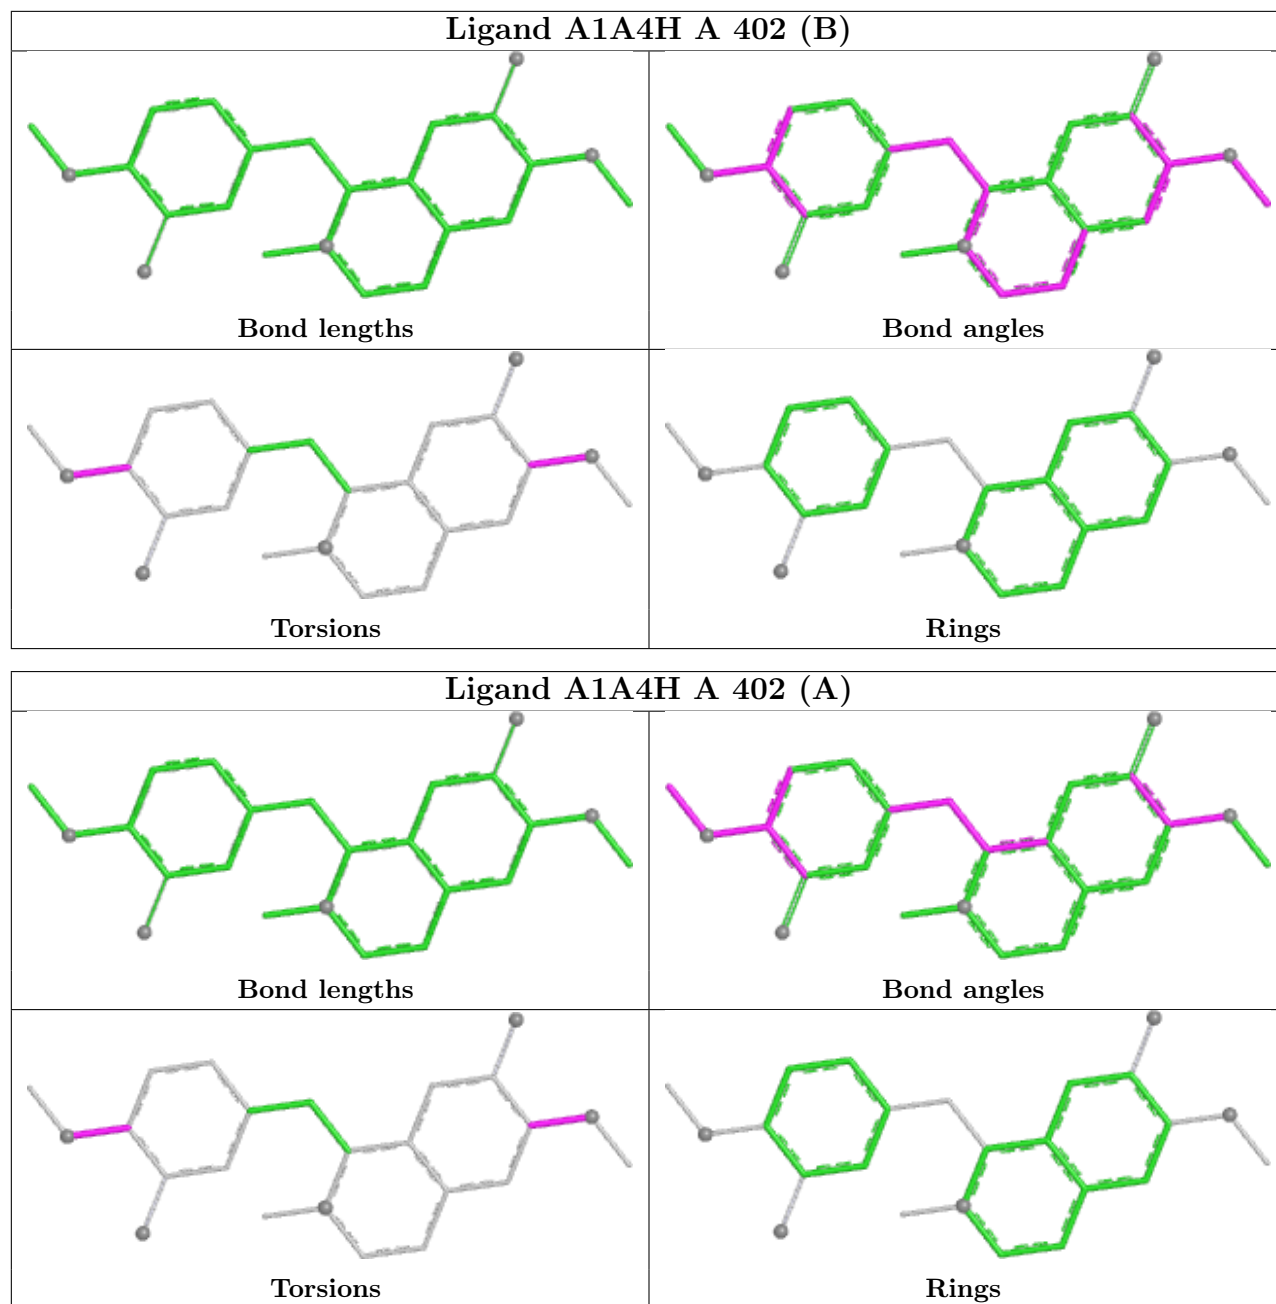 Ligand A1A4H A 402 (B)
Bond lengths
Bond angles
Torsions
Rings
Ligand A1A4H A 402 (A)
Bond lengths
Bond angles
Torsions
Rings